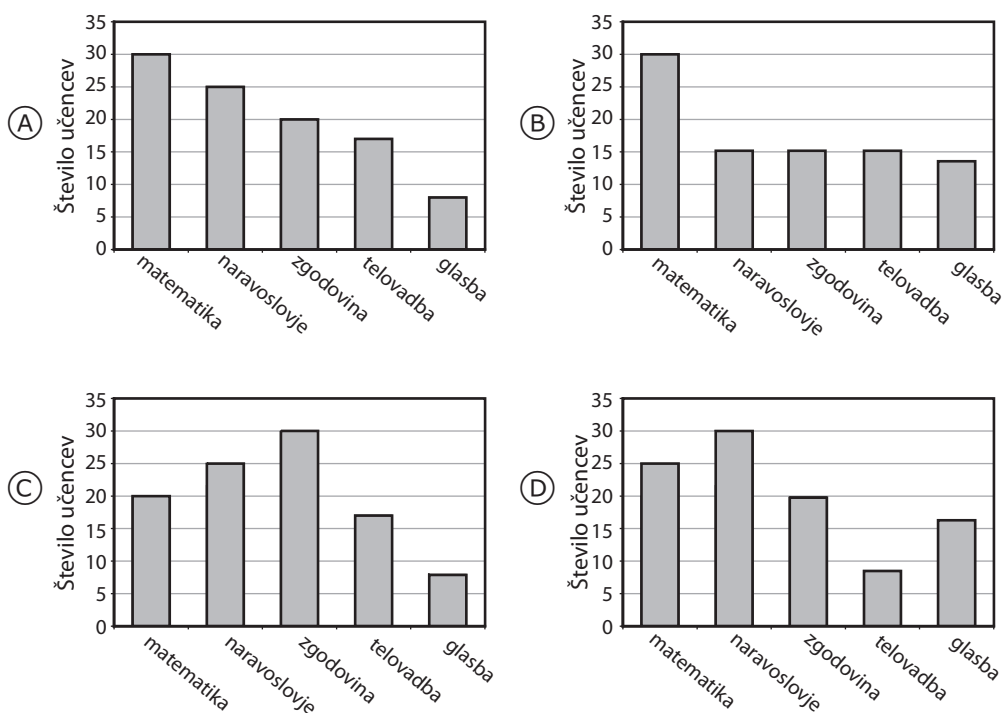 A
Število učencev
35
30
25
20
15
10
5
0
matematika
naravoslovje
zgodovina
telovadba
glasba
B
Število učencev
35
30
25
20
15
10
5
0
matematika
naravoslovje
zgodovina
telovadba
glasba
C
Število učencev
35
30
25
20
15
10
5
0
matematika
naravoslovje
zgodovina
telovadba
glasba
D
Število učencev
35
30
25
20
15
10
5
0
matematika
naravoslovje
zgodovina
telovadba
glasba